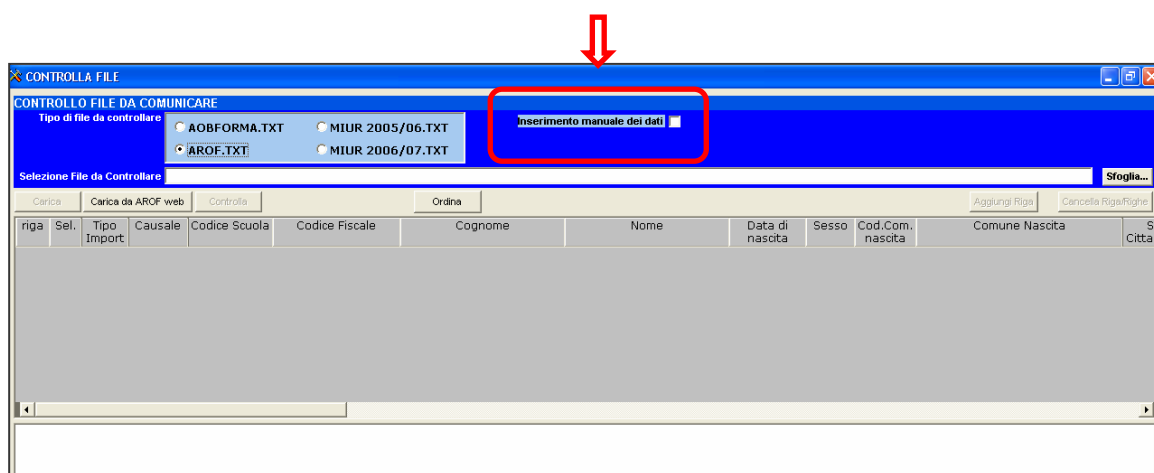 CONTROLLA FILE
CONTROLLO FILE DA COMUNICARE
Tipo di file da controllare
AOBFORMA.TXT MIUR 2005/06.TXT
AROF.TXT MIUR 2006/07.TXT
Inserimento manuale dei dati
Selezione File da Controllare Sfoglia...
Carica Carica da AROF web Controlla Ordina Aggiungi Riga Cancella Riga/Righe
riga Sel. Tipo Import Causale Codice Scuola Codice Fiscale Cognome Nome Data di nascita Sesso Cod.Com. nascita Comune Nascita S Citta